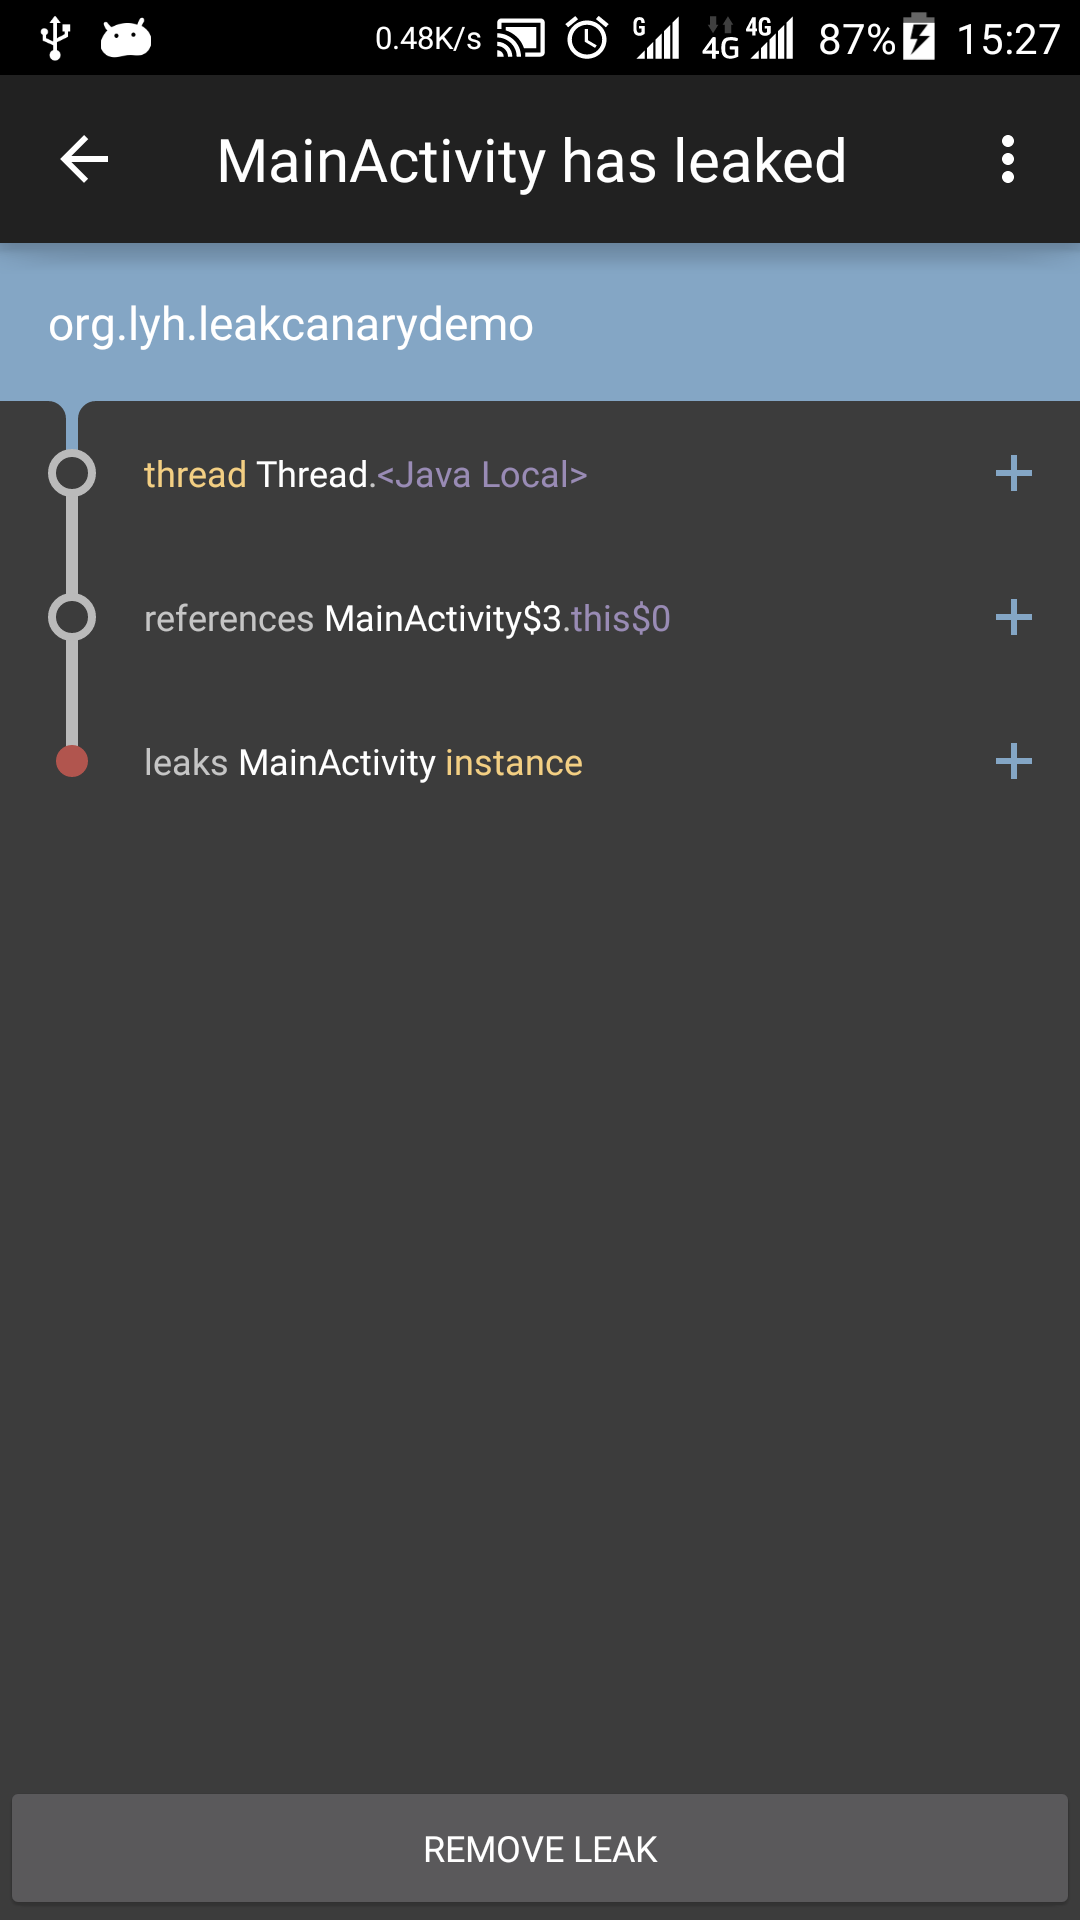 0.48K/s G 4G 4G 87% 15:27
MainActivity has leaked
org.lyh.leakcanarydemo
thread Thread.<Java Local>
references MainActivity$3.this$0
leaks MainActivity instance
REMOVE LEAK